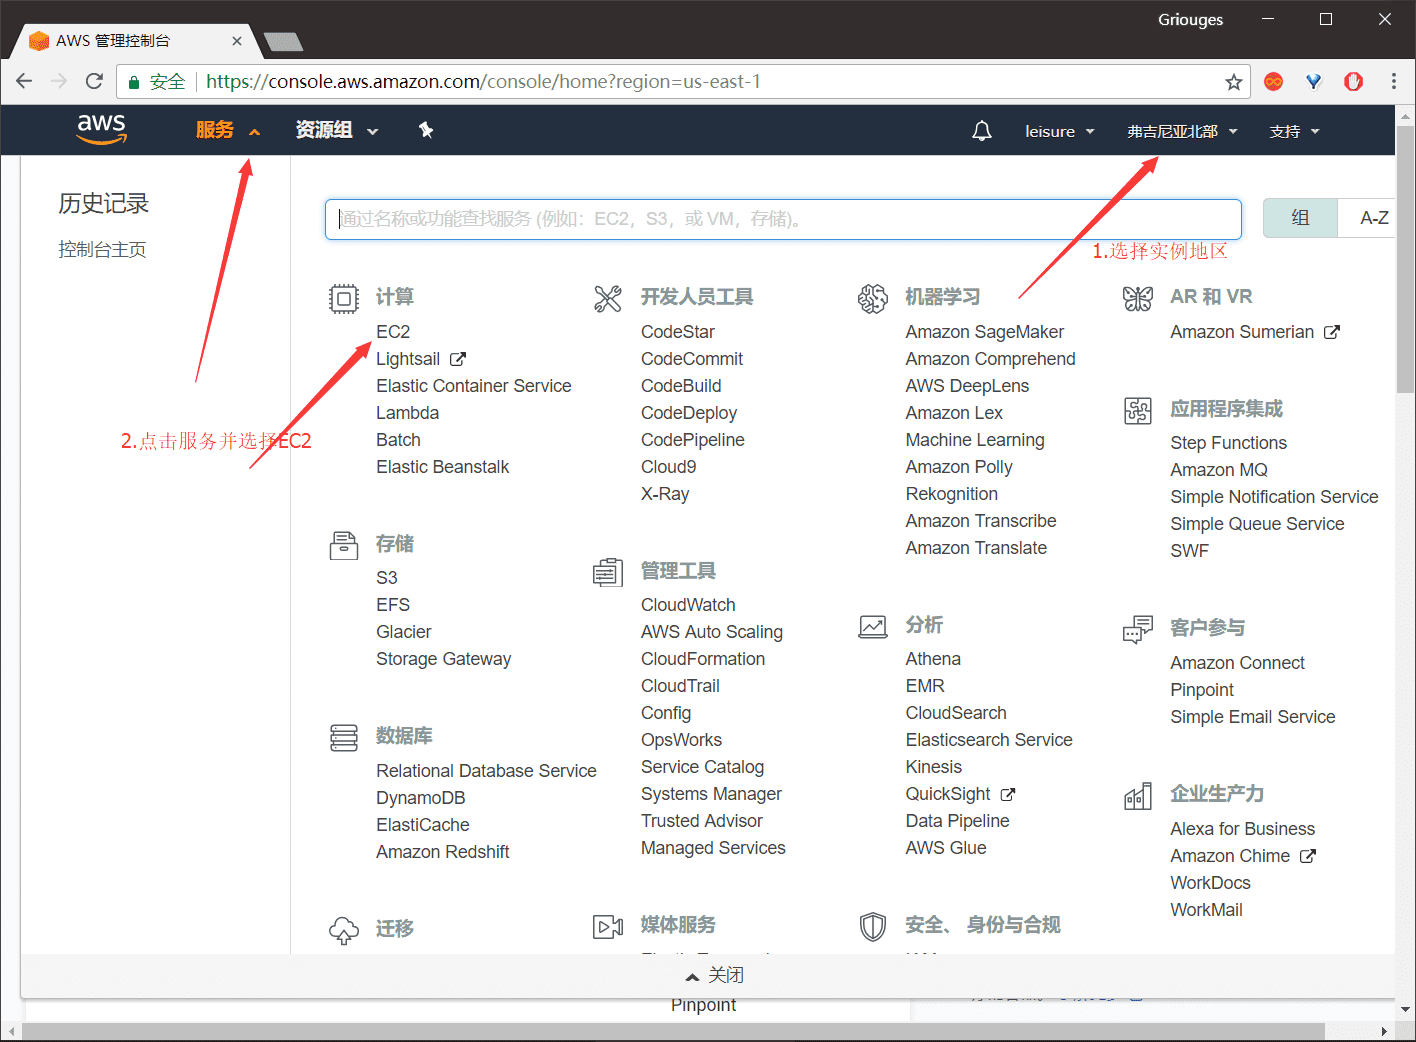 Griouges
AWS 管理控制台
安全 https://console.aws.amazon.com/console/home?region=us-east-1
aws 服务 资源组 leisure 弗吉尼亚北部 支持
历史记录
控制台主页
通过名称或功能查找服务 (例如：EC2，S3，或 VM，存储)。
组 A-Z
1.选择实例地区
2.点击服务并选择EC2
计算
EC2
Lightsail
Elastic Container Service
Lambda
Batch
Elastic Beanstalk
存储
S3
EFS
Glacier
Storage Gateway
数据库
Relational Database Service
DynamoDB
ElastiCache
Amazon Redshift
迁移
开发人员工具
CodeStar
CodeCommit
CodeBuild
CodeDeploy
CodePipeline
Cloud9
X-Ray
管理工具
CloudWatch
AWS Auto Scaling
CloudFormation
CloudTrail
Config
OpsWorks
Service Catalog
Systems Manager
Trusted Advisor
Managed Services
媒体服务
机器学习
Amazon SageMaker
Amazon Comprehend
AWS DeepLens
Amazon Lex
Machine Learning
Amazon Polly
Rekognition
Amazon Transcribe
Amazon Translate
分析
Athena
EMR
CloudSearch
Elasticsearch Service
Kinesis
QuickSight
Data Pipeline
AWS Glue
安全、 身份与合规
AR 和 VR
Amazon Sumerian
应用程序集成
Step Functions
Amazon MQ
Simple Notification Service
Simple Queue Service
SWF
客户参与
Amazon Connect
Pinpoint
Simple Email Service
企业生产力
Alexa for Business
Amazon Chime
WorkDocs
WorkMail
关闭
Pinpoint